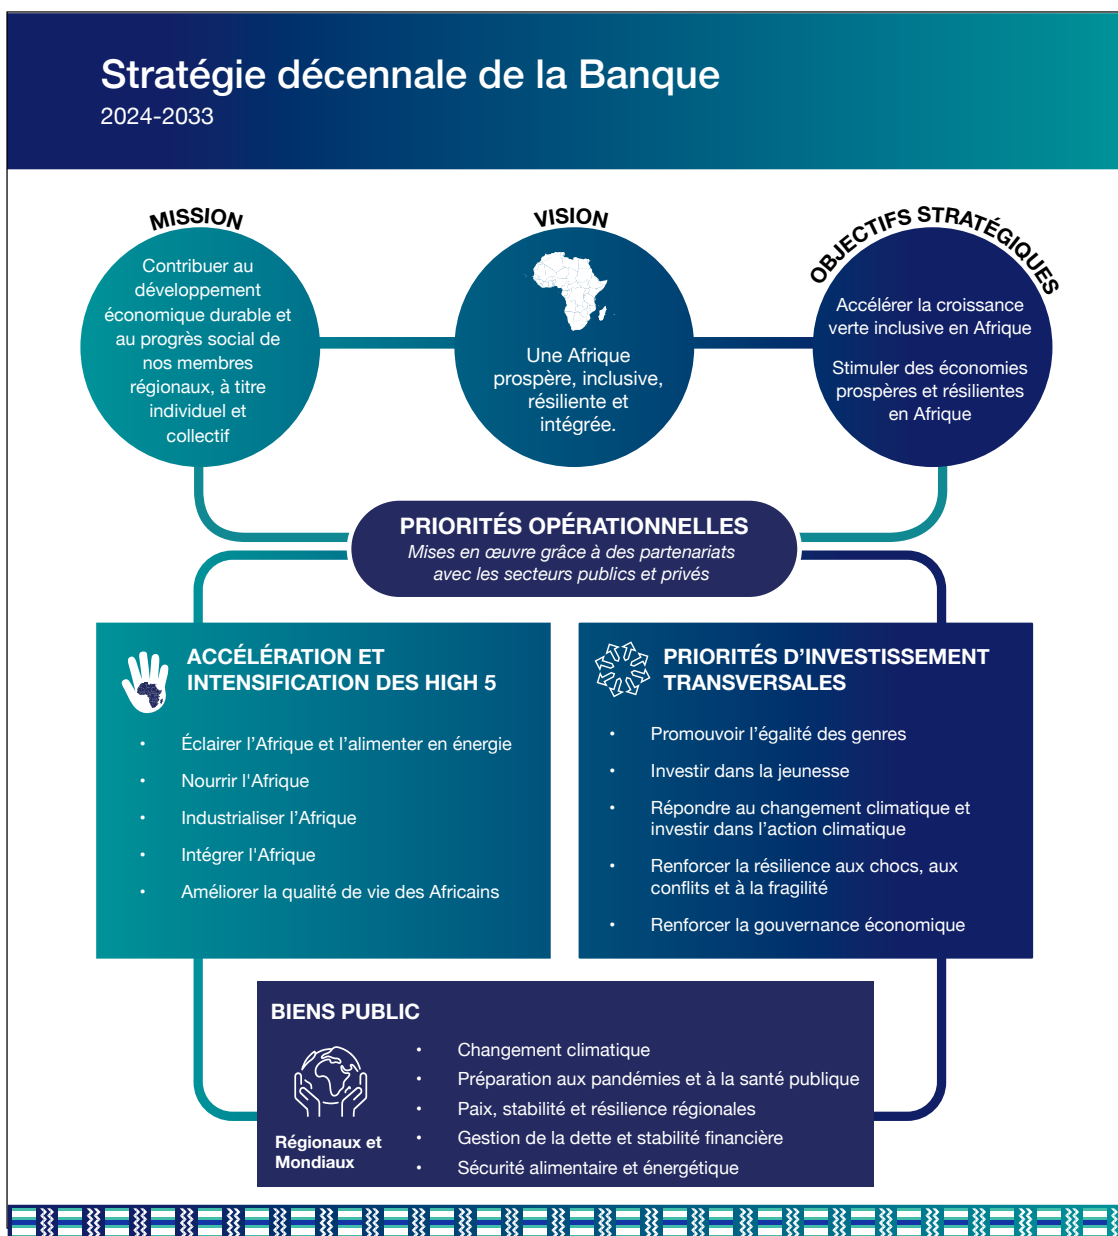 Stratégie décennale de la Banque
2024-2033
MISSION
Contribuer au
développement
économique durable et
au progrès social de
nos membres
régionaux, à titre
individuel et
collectif
VISION
Une Afrique
prospère, inclusive,
résiliente et
intégrée.
OBJECTIFS STRATÉGIQUES
Accélérer la croissance
verte inclusive en Afrique
Stimuler des économies
prospères et résilientes
en Afrique
PRIORITÉS OPÉRATIONNELLES
Mises en œuvre grâce à des partenariats
avec les secteurs publics et privés
ACCÉLÉRATION ET
INTENSIFICATION DES HIGH 5
• Éclairer l’Afrique et l’alimenter en énergie
• Nourrir l'Afrique
• Industrialiser l’Afrique
• Intégrer l'Afrique
• Améliorer la qualité de vie des Africains
PRIORITÉS D’INVESTISSEMENT
TRANSVERSALES
• Promouvoir l’égalité des genres
• Investir dans la jeunesse
• Répondre au changement climatique et
investir dans l’action climatique
• Renforcer la résilience aux chocs, aux
conflits et à la fragilité
• Renforcer la gouvernance économique
BIENS PUBLIC
Régionaux et
Mondiaux
• Changement climatique
• Préparation aux pandémies et à la santé publique
• Paix, stabilité et résilience régionales
• Gestion de la dette et stabilité financière
• Sécurité alimentaire et énergétique